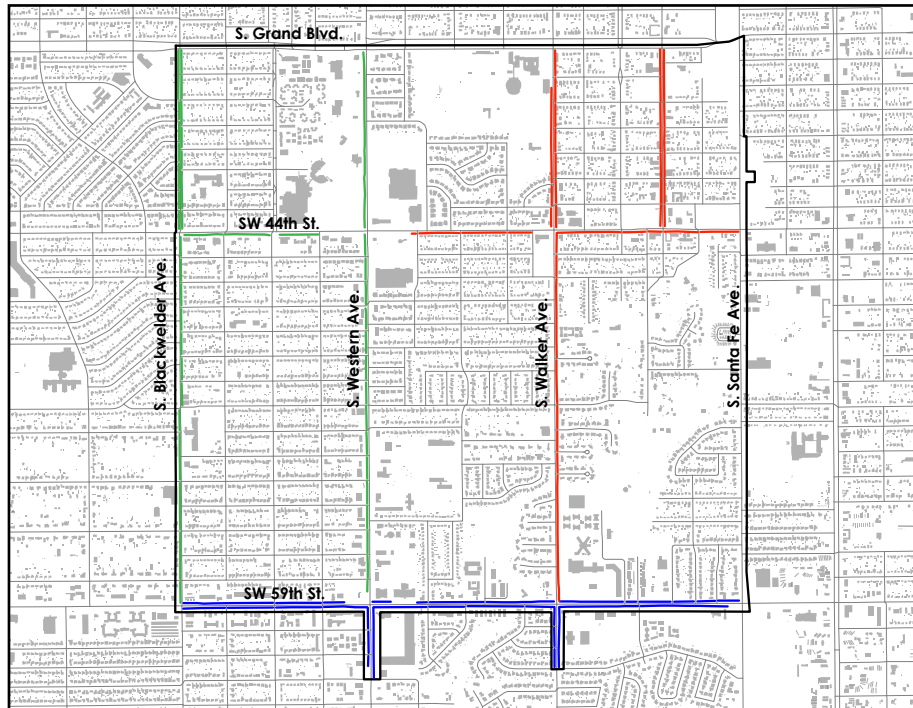 S. Grand Blvd.
SW 44th St.
S. Blackwelder Ave.
S. Western Ave.
S. Walker Ave.
S. Santa Fe Ave.
SW 59th St.